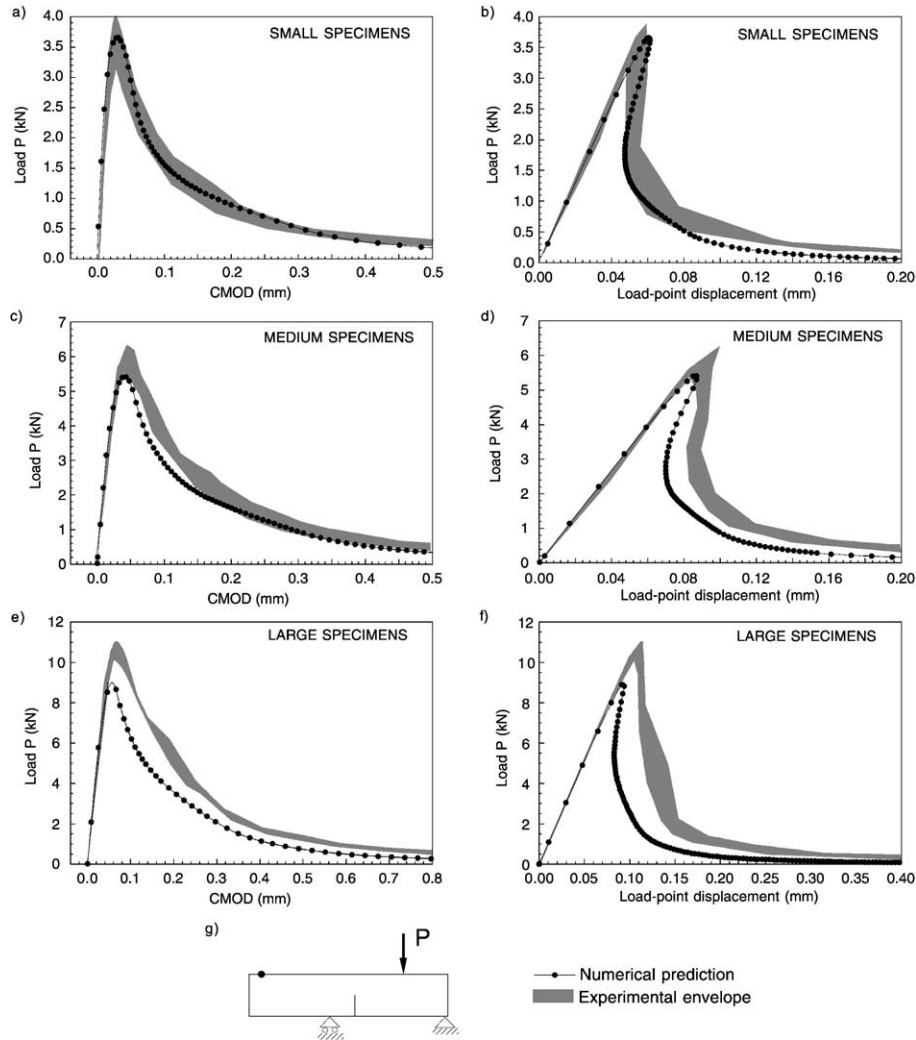 a)
SMALL SPECIMENS
Load P (kN)
4.0
3.5
3.0
2.5
2.0
1.5
1.0
0.5
0.0
0.0 0.1 0.2 0.3 0.4 0.5
CMOD (mm)
b)
SMALL SPECIMENS
Load P (kN)
4.0
3.5
3.0
2.5
2.0
1.5
1.0
0.5
0.0
0.00 0.04 0.08 0.12 0.16 0.20
Load-point displacement (mm)
c)
MEDIUM SPECIMENS
Load P (kN)
7
6
5
4
3
2
1
0
0.0 0.1 0.2 0.3 0.4 0.5
CMOD (mm)
d)
MEDIUM SPECIMENS
Load P (kN)
7
6
5
4
3
2
1
0
0.00 0.04 0.08 0.12 0.16 0.20
Load-point displacement (mm)
e)
LARGE SPECIMENS
Load P (kN)
12
10
8
6
4
2
0
0.0 0.1 0.2 0.3 0.4 0.5 0.6 0.7 0.8
CMOD (mm)
f)
LARGE SPECIMENS
Load P (kN)
12
10
8
6
4
2
0
0.00 0.05 0.10 0.15 0.20 0.25 0.30 0.35 0.40
Load-point displacement (mm)
g)
P
Numerical prediction
Experimental envelope